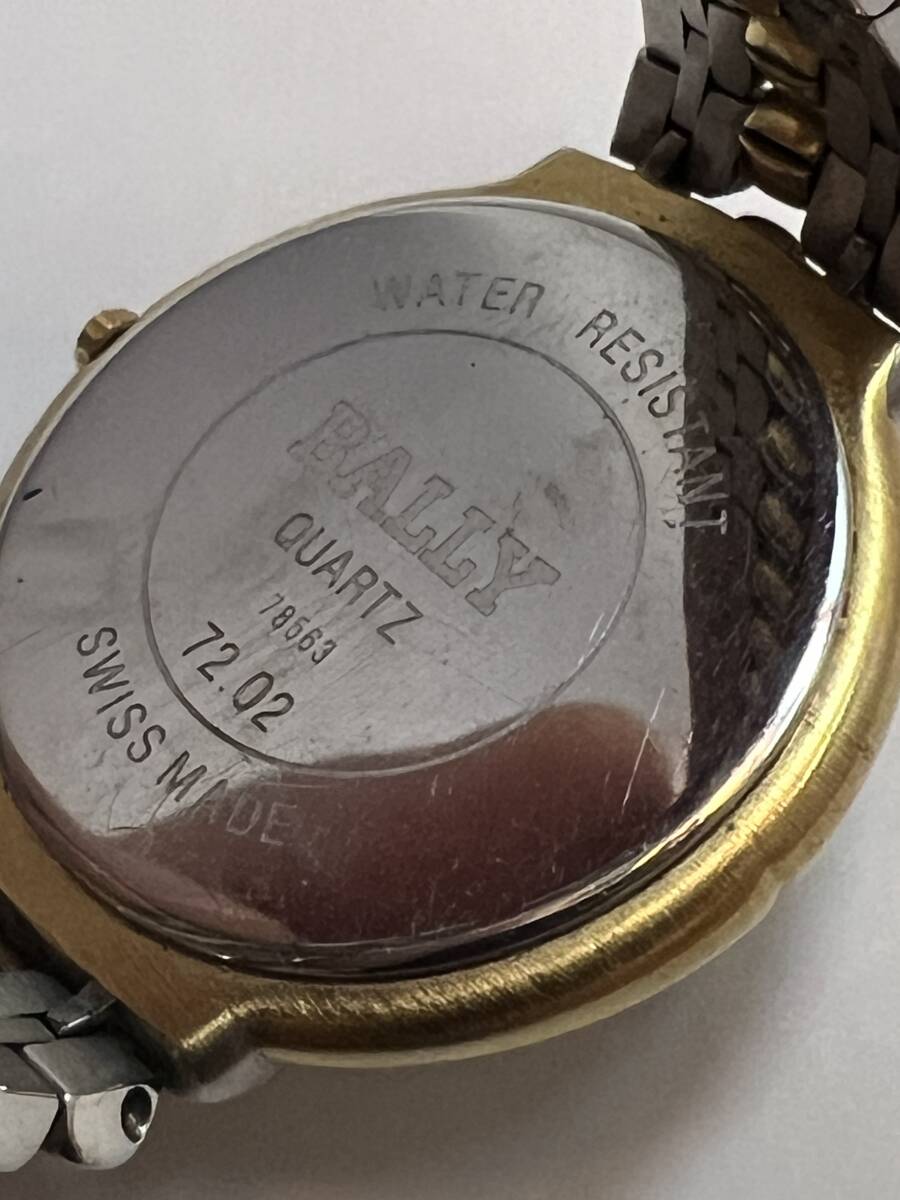 WATER RESISTANT
BALLY
QUARTZ
78563
72.02
SWISS MADE